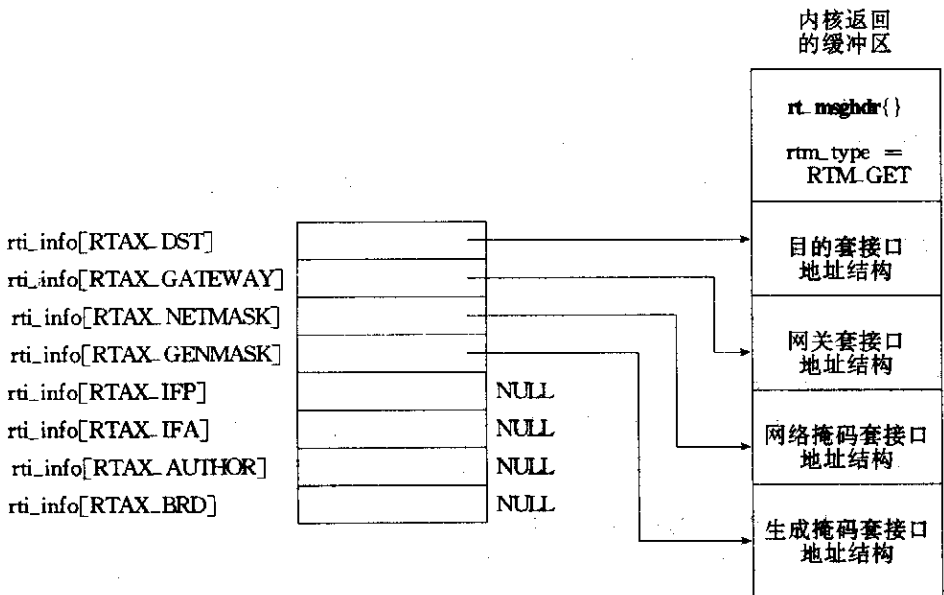 内核返回
的缓冲区
rt_msghdr{}
rtm_type =
RTM_GET
rti_info[RTAX_DST]
目的套接口
地址结构
rti_info[RTAX_GATEWAY]
rti_info[RTAX_NETMASK]
网关套接口
地址结构
rti_info[RTAX_GENMASK]
rti_info[RTAX_IFP] NULL
rti_info[RTAX_IFA] NULL
网络掩码套接口
地址结构
rti_info[RTAX_AUTHOR] NULL
rti_info[RTAX_BRD] NULL
生成掩码套接口
地址结构